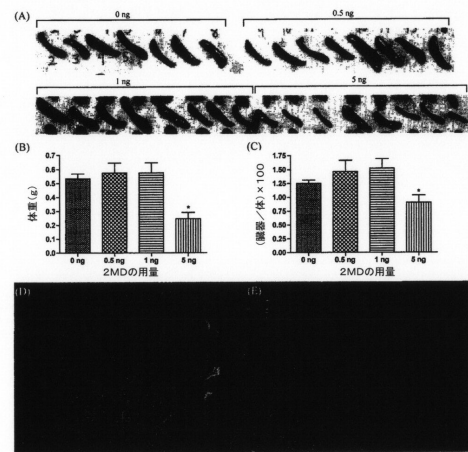 (A)
0 ng
0.5 ng
1 ng
5 ng
(B)
体重(g)
0.7
0.6
0.5
0.4
0.3
0.2
0.1
0.0
*
0 ng
0.5 ng
1 ng
5 ng
2MDの用量
(C)
(臓器/体)×100
1.75
1.50
1.25
1.00
0.75
0.50
0.25
0.00
*
0 ng
0.5 ng
1 ng
5 ng
2MDの用量
(D)
(E)